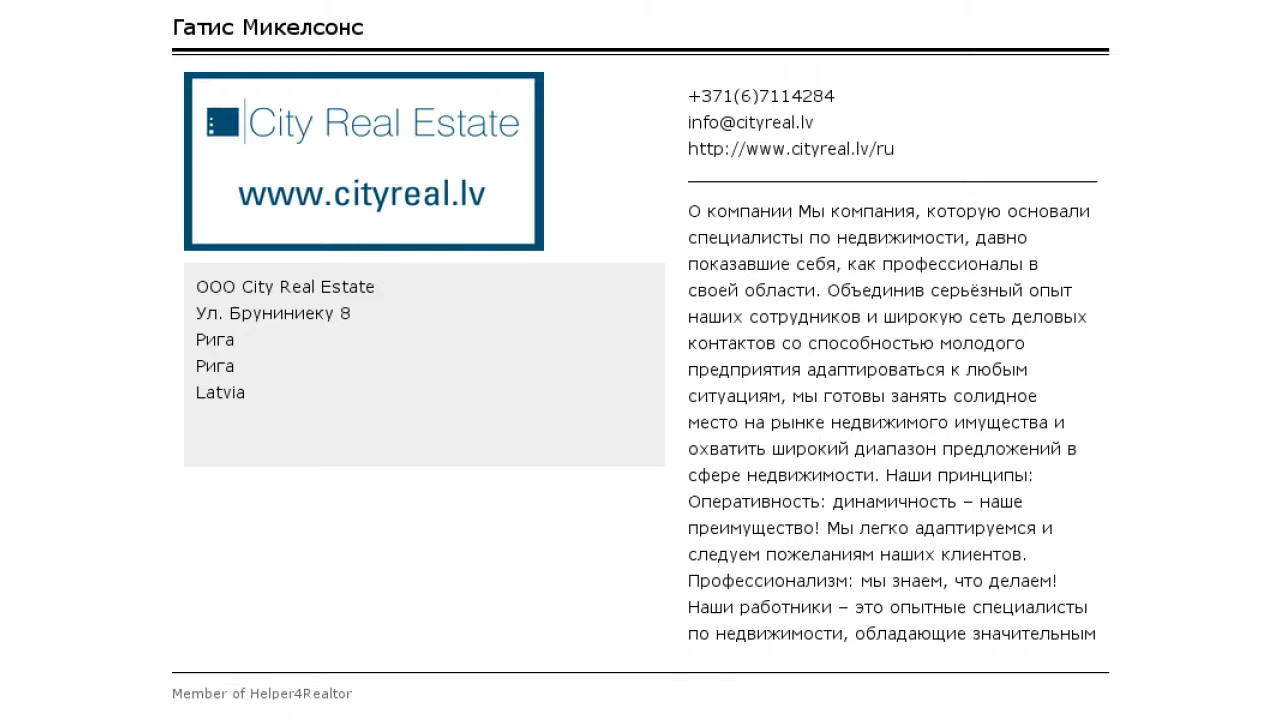 Гатис Микелсонс
City Real Estate
www.cityreal.lv
ООО City Real Estate
Ул. Бруниниеку 8
Рига
Рига
Latvia
+371(6)7114284
info@cityreal.lv
http://www.cityreal.lv/ru
О компании Мы компания, которую основали
специалисты по недвижимости, давно
показавшие себя, как профессионалы в
своей области. Объединив серьёзный опыт
наших сотрудников и широкую сеть деловых
контактов со способностью молодого
предприятия адаптироваться к любым
ситуациям, мы готовы занять солидное
место на рынке недвижимого имущества и
охватить широкий диапазон предложений в
сфере недвижимости. Наши принципы:
Оперативность: динамичность – наше
преимущество! Мы легко адаптируемся и
следуем пожеланиям наших клиентов.
Профессионализм: мы знаем, что делаем!
Наши работники – это опытные специалисты
по недвижимости, обладающие значительным
Member of Helper4Realtor